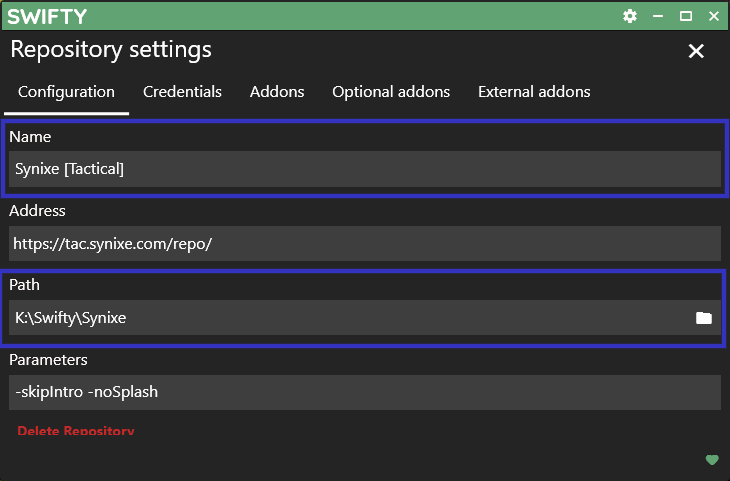 SWIFTY
Repository settings
Configuration Credentials Addons Optional addons External addons
Name
Synixe [Tactical]
Address
https://tac.synixe.com/repo/
Path
K:\Swifty\Synixe
Parameters
-skipIntro -noSplash
Delete Repository